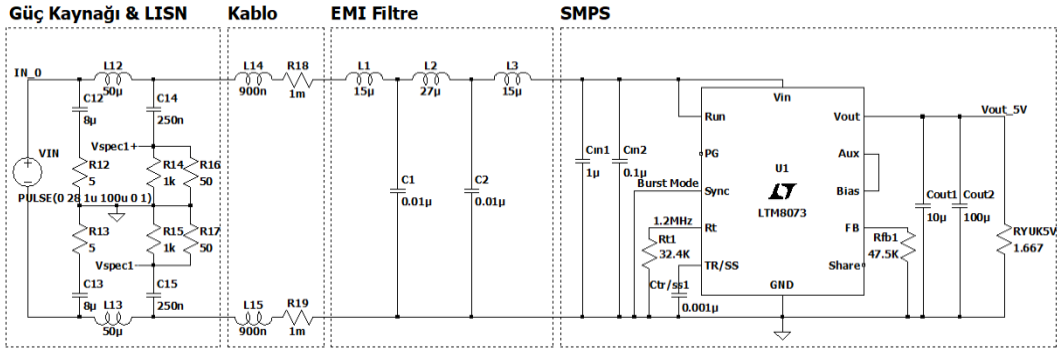 Güç Kaynağı & LISN
Kablo
EMI Filtre
SMPS
IN_0
L12
50µ
C12
8µ
C14
250n
VIN
PULSE(0 28 1u 100u 0 1)
Vspec1+
R12
5
R14
1k
R16
50
R13
5
R15
1k
R17
50
Vspec1-
C13
8µ
C15
250n
L13
50µ
L14
900n
R18
1m
L15
900n
R19
1m
L1
15µ
L2
27µ
L3
15µ
C1
0.01µ
C2
0.01µ
Cın1
1µ
Cın2
0.1µ
Burst Mode
1.2MHz
Rt1
32.4K
Ctr/ss1
0.001µ
Vin
Run
PG
Sync
Rt
TR/SS
GND
U1
LT
LTM8073
Vout
Aux
Bias
FB
Share
Rfb1
47.5K
Vout_5V
Cout1
10µ
Cout2
100µ
RYUK5V
1.667